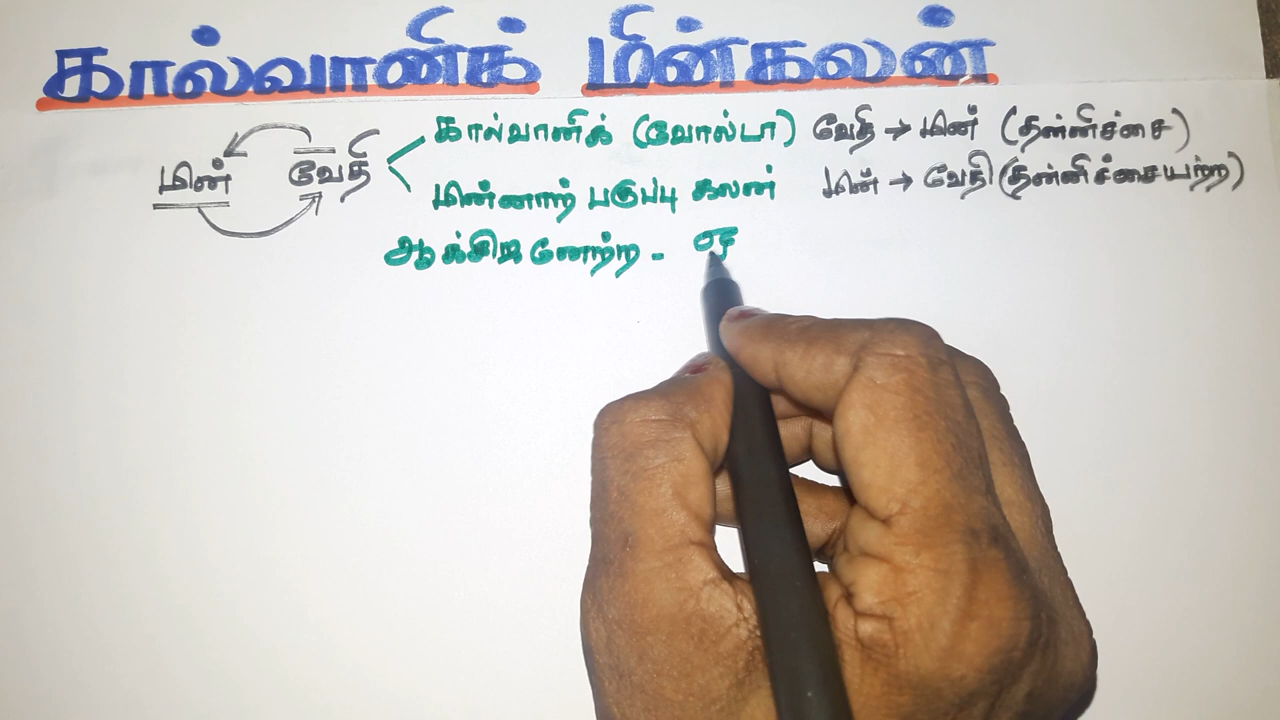 கால்வானிக் மின்கலன்
மின் வேதி
கால்வானிக் (வோல்டா) வேதி → மின் (தன்னிச்சை)
மின்னாற் பகுப்பு கலன் மின் → வேதி (தன்னிச்சையற்ற)
ஆக்சிஜனேற்ற -